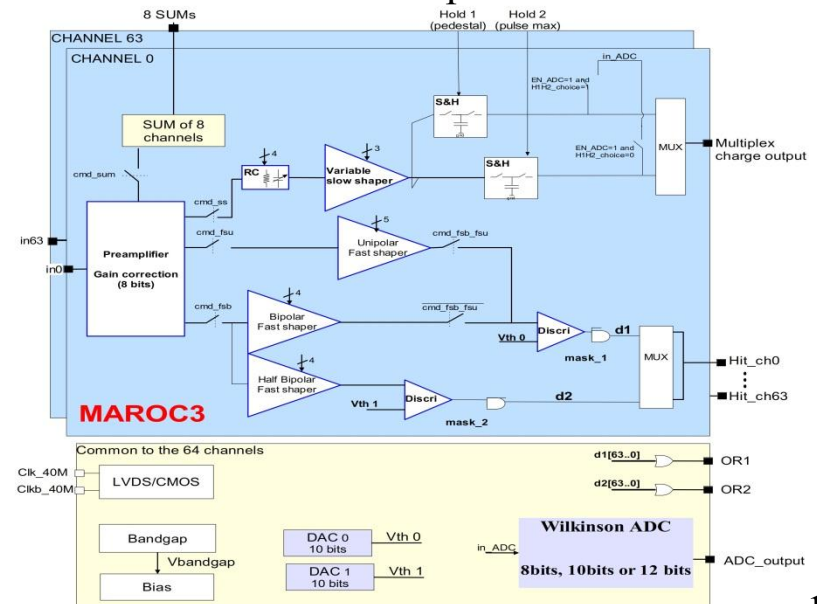 8 SUMs
Hold 1
(pedestal)
Hold 2
(pulse max)
CHANNEL 63
CHANNEL 0
in_ADC
EN_ADC=1 and
H1H2_choice=1
S&H
SUM of 8
channels
4
3
cmd_sum
RC
Variable
slow shaper
S&H
EN_ADC=1 and
H1H2_choice=0
MUX
Multiplex
charge output
cmd_ss
in63
in0
Preamplifier
Gain correction
(8 bits)
cmd_fsu
5
Unipolar
Fast shaper
cmd_fsb_fsu
cmd_fsb
4
Bipolar
Fast shaper
cmd_fsb_fsu
Discri
Vth 0
mask_1
d1
MUX
4
Half Bipolar
Fast shaper
Vth 1
Discri
mask_2
d2
Hit_ch0
Hit_ch63
MAROC3
Common to the 64 channels
Clk_40M
Clkb_40M
LVDS/CMOS
d1[63..0]
OR1
d2[63..0]
OR2
Bandgap
Vbandgap
Bias
DAC 0
10 bits
Vth 0
DAC 1
10 bits
Vth 1
in_ADC
Wilkinson ADC
8bits, 10bits or 12 bits
ADC_output
1